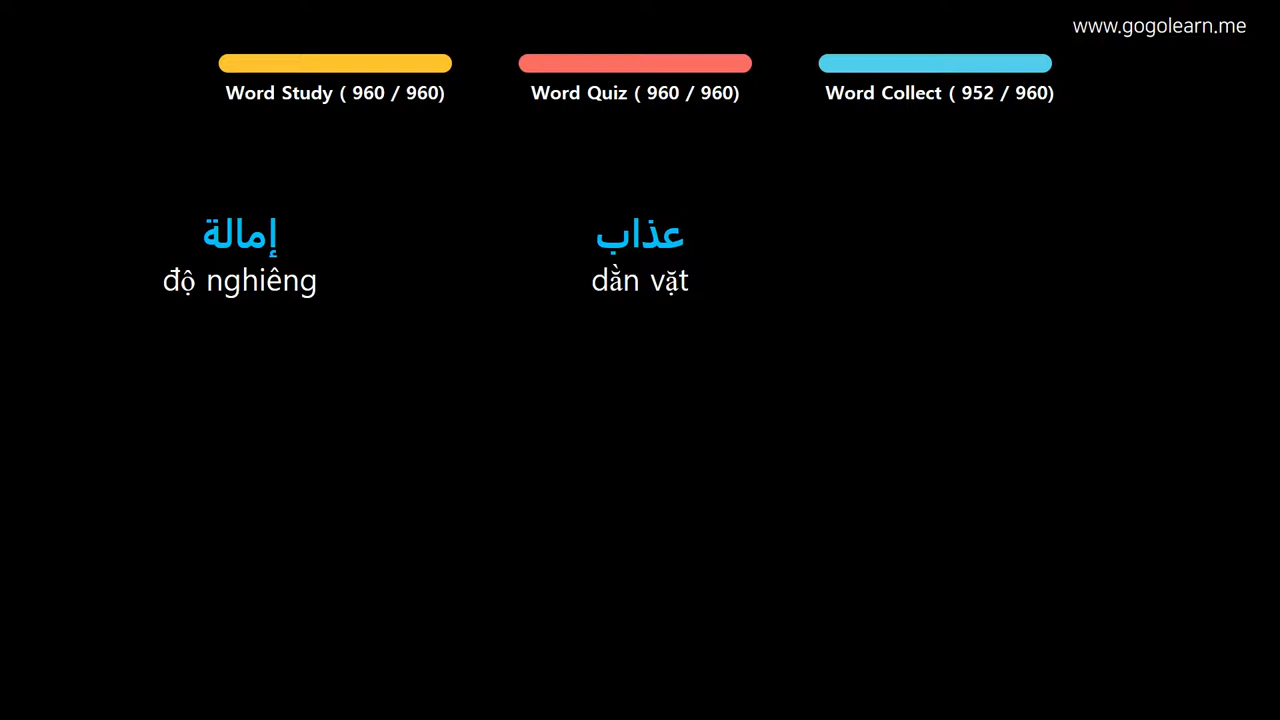 www.gogolearn.me
Word Study ( 960 / 960)
Word Quiz ( 960 / 960)
Word Collect ( 952 / 960)
إمالة
độ nghiêng
عذاب
dằn vặt